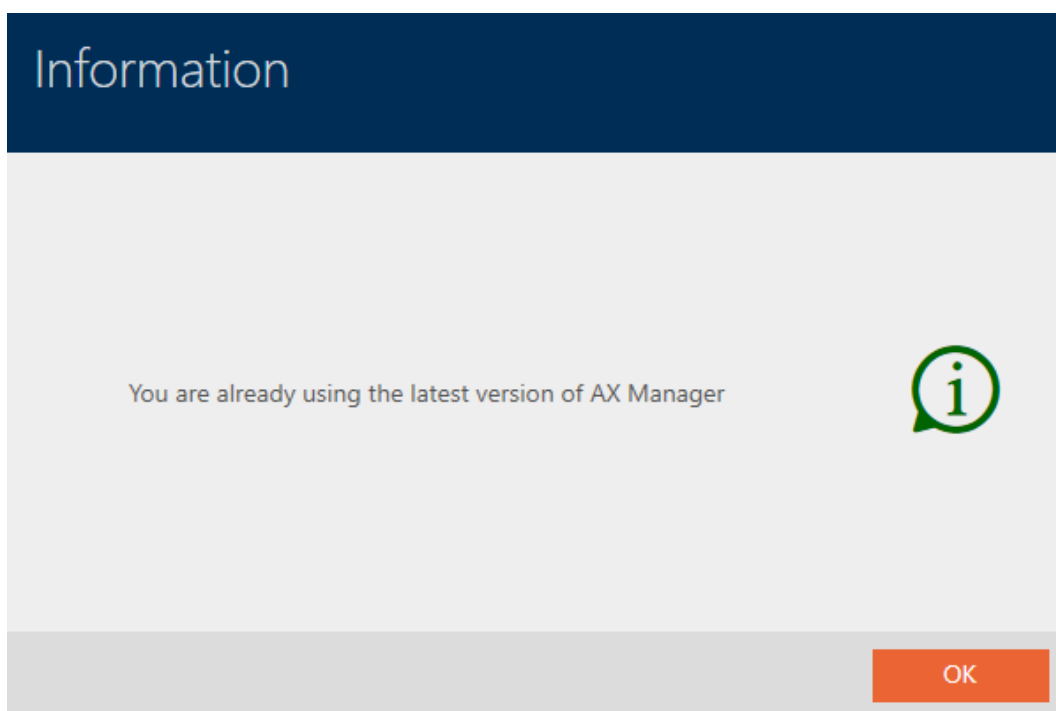 Information
You are already using the latest version of AX Manager
i
OK